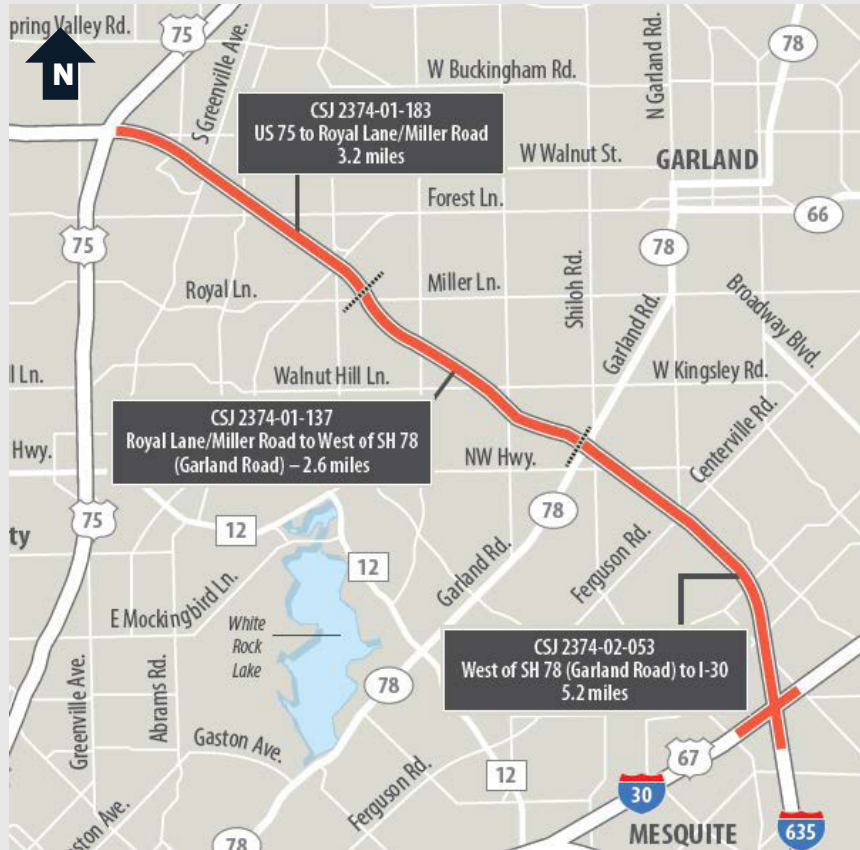 pring Valley Rd.
75
S Greenville Ave.
N Garland Rd.
78
N
W Buckingham Rd.
CSJ 2374-01-183
US 75 to Royal Lane/Miller Road
3.2 miles
W Walnut St.
GARLAND
Forest Ln.
66
75
78
Royal Ln.
Miller Ln.
Shiloh Rd.
Garland Rd.
Broadway Blvd.
l Ln.
Walnut Hill Ln.
W Kingsley Rd.
CSJ 2374-01-137
Royal Lane/Miller Road to West of SH 78
(Garland Road) – 2.6 miles
Hwy.
NW Hwy.
Centerville Rd.
75
ty
12
78
12
Garland Rd.
Ferguson Rd.
E Mockingbird Ln.
White
Rock
Lake
CSJ 2374-02-053
West of SH 78 (Garland Road) to I-30
5.2 miles
Greenville Ave.
Abrams Rd.
78
Gaston Ave.
67
12
Ferguson Rd.
30
ston Ave.
78
MESQUITE
635